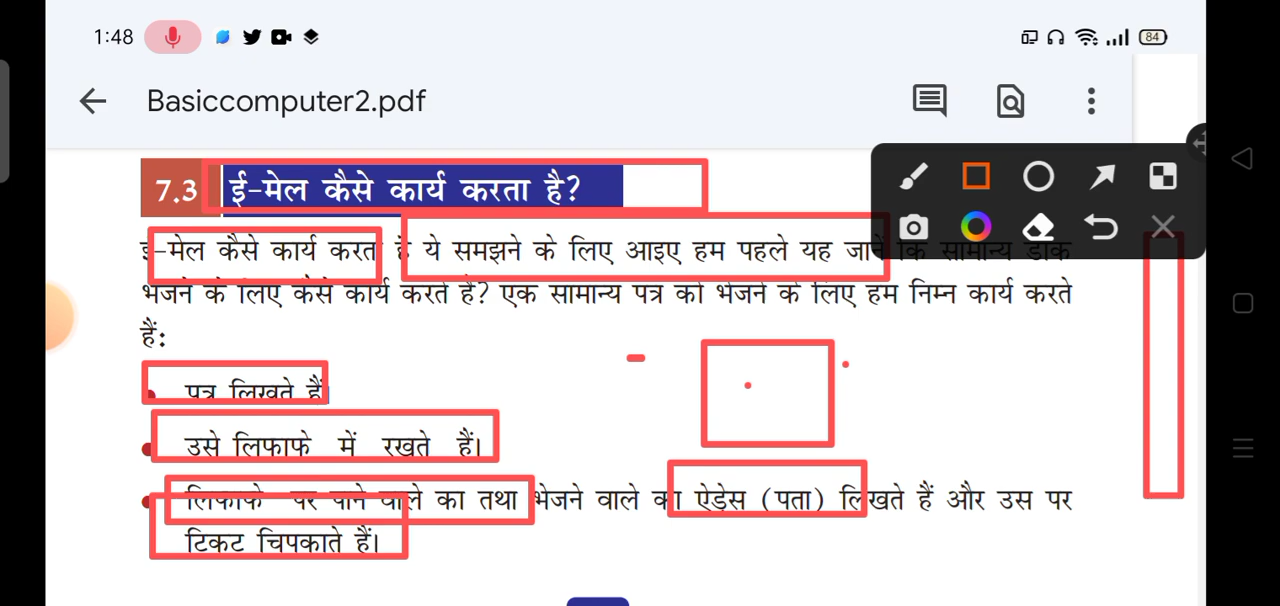 1:48
84
Basiccomputer2.pdf
7.3 ई-मेल कैसे कार्य करता है?
ई-मेल कैसे कार्य करता है ये समझने के लिए आइए हम पहले यह जानें कि सामान्य डाक
भेजने के लिए कैसे कार्य करते हैं? एक सामान्य पत्र को भेजने के लिए हम निम्न कार्य करते
हैं:
• पत्र लिखते हैं।
• उसे लिफाफे में रखते हैं।
• लिफाफे पर पाने वाले का तथा भेजने वाले का ऐड्रेस (पता) लिखते हैं और उस पर
टिकट चिपकाते हैं।